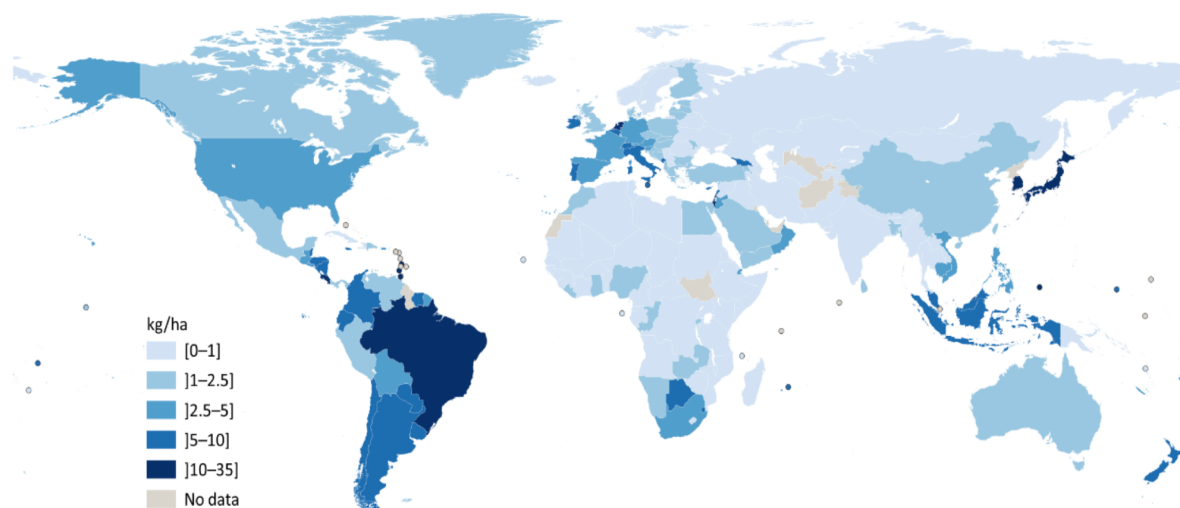 kg/ha
[0–1]
]1–2.5]
]2.5–5]
]5–10]
]10–35]
No data